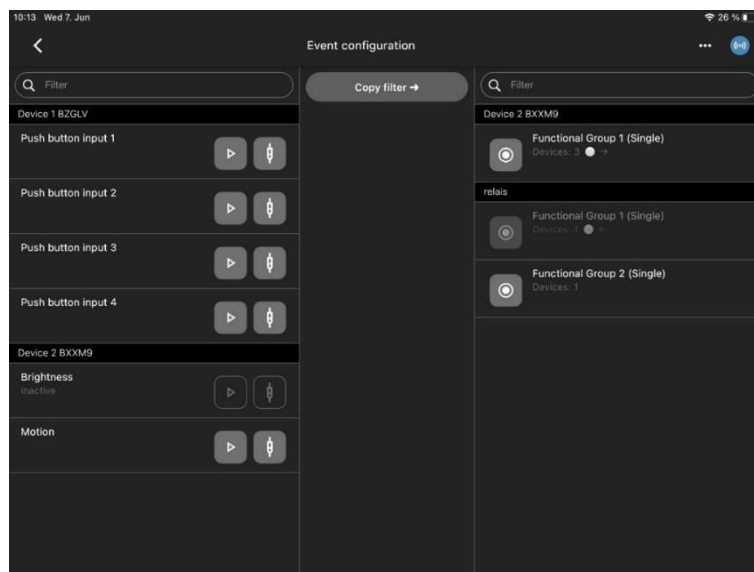 10:13 Wed 7. Jun
26 %
Event configuration
Filter
Device 1 BZGLV
Push button input 1
Push button input 2
Push button input 3
Push button input 4
Device 2 BXXM9
Brightness
inactive
Motion
Copy filter →
Filter
Device 2 BXXM9
Functional Group 1 (Single)
Devices: 3 →
relais
Functional Group 1 (Single)
Devices: 1 ←
Functional Group 2 (Single)
Devices: 1